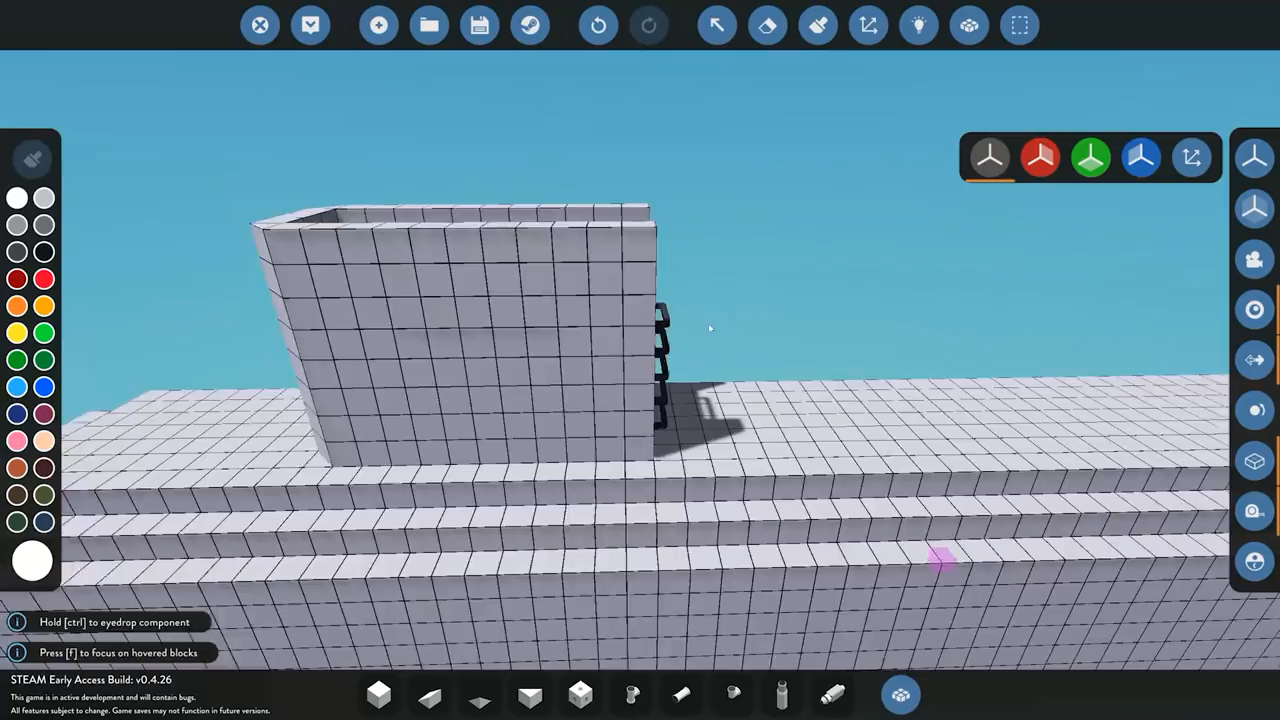 Hold [ctrl] to eyedrop component
Press [f] to focus on hovered blocks
STEAM Early Access Build: v0.4.26
This game is in active development and will contain bugs.
All features subject to change. Game saves may not function in future versions.